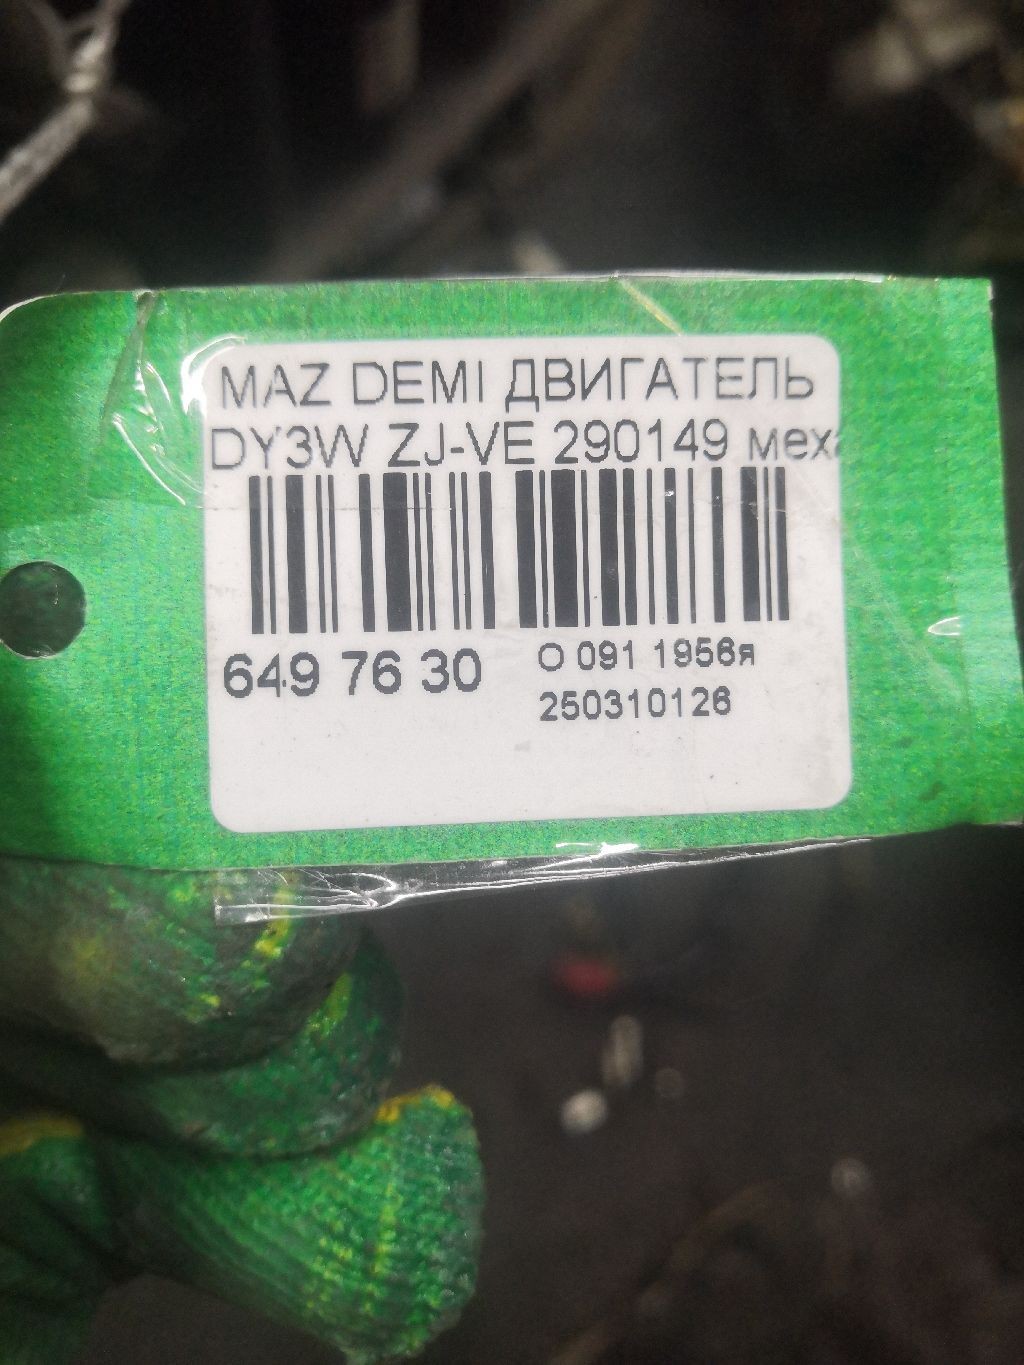 MAZ DEMI ДВИГАТЕЛЬ
DY3W ZJ-VE 290149 меха
649 76 30
О 091 1956я
250310126